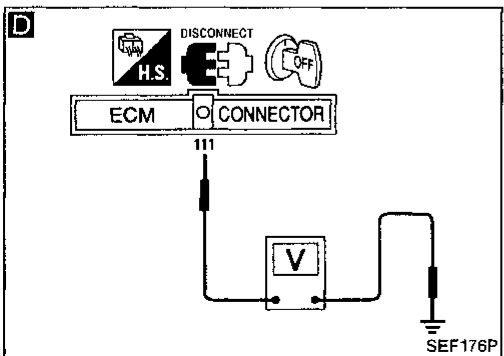 D
DISCONNECT
H.S.
OFF
ECM CONNECTOR
111
V
SEF176P